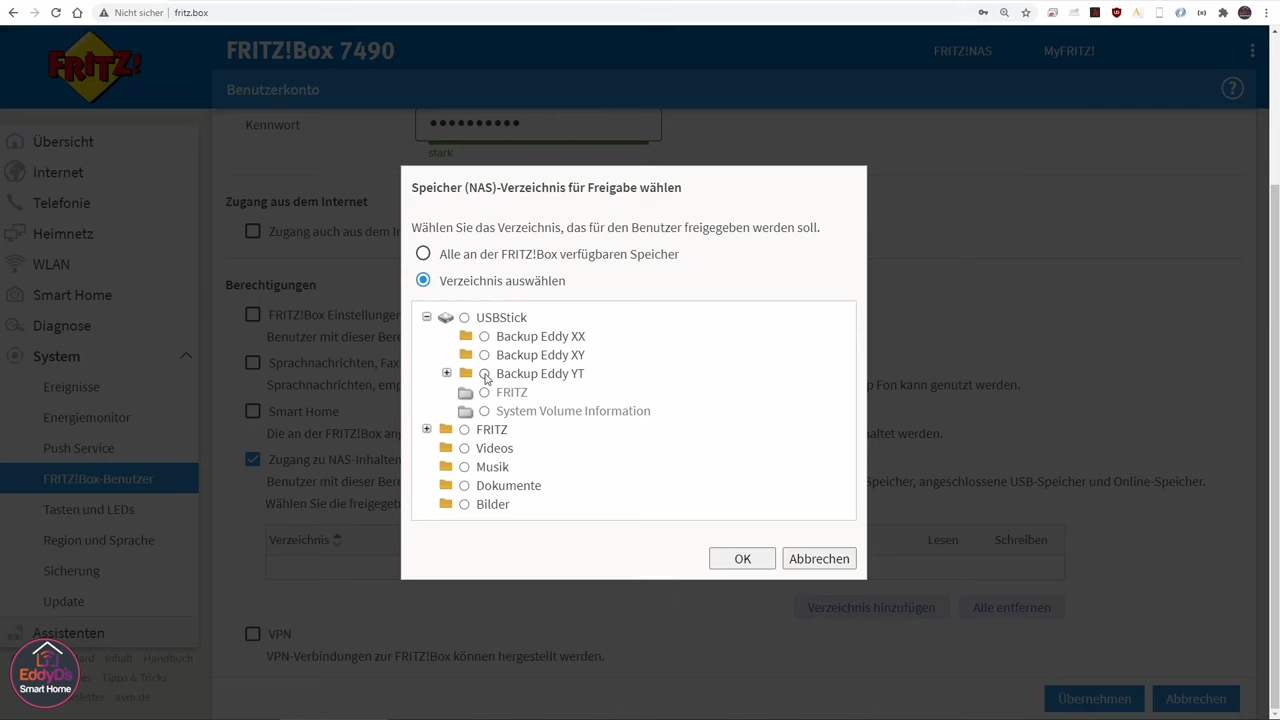 Nicht sicher | fritz.box
FRITZ!
FRITZ!Box 7490
FRITZ!NAS
MyFRITZ!
Benutzerkonto
?
Übersicht
Internet
Telefonie
Heimnetz
WLAN
Smart Home
Diagnose
System
Ereignisse
Energiemonitor
Push Service
FRITZ!Box-Benutzer
Tasten und LEDs
Region und Sprache
Sicherung
Update
Assistenten
Inhalt Handbuch
Tipps & Tricks
avm.de
EddyD's
Smart Home
Kennwort
stark
Zugang aus dem Internet
Zugang auch aus dem
Berechtigungen
FRITZ!Box Einstellungen
Benutzer mit dieser
Sprachnachrichten, Fax
Sprachnachrichten,
Fon kann genutzt werden.
Smart Home
Die an der FRITZ!Box
werden.
Zugang zu NAS-Inhalten
Benutzer mit dieser
Speicher, angeschlossene USB-Speicher und Online-Speicher.
Wählen Sie die
Verzeichnis
Lesen
Schreiben
Verzeichnis hinzufügen
Alle entfernen
VPN
VPN-Verbindungen zur FRITZ!Box können hergestellt werden.
Übernehmen
Abbrechen
Speicher (NAS)-Verzeichnis für Freigabe wählen
Wählen Sie das Verzeichnis, das für den Benutzer freigegeben werden soll.
Alle an der FRITZ!Box verfügbaren Speicher
Verzeichnis auswählen
USBStick
Backup Eddy XX
Backup Eddy XY
Backup Eddy YT
FRITZ
System Volume Information
FRITZ
Videos
Musik
Dokumente
Bilder
OK
Abbrechen